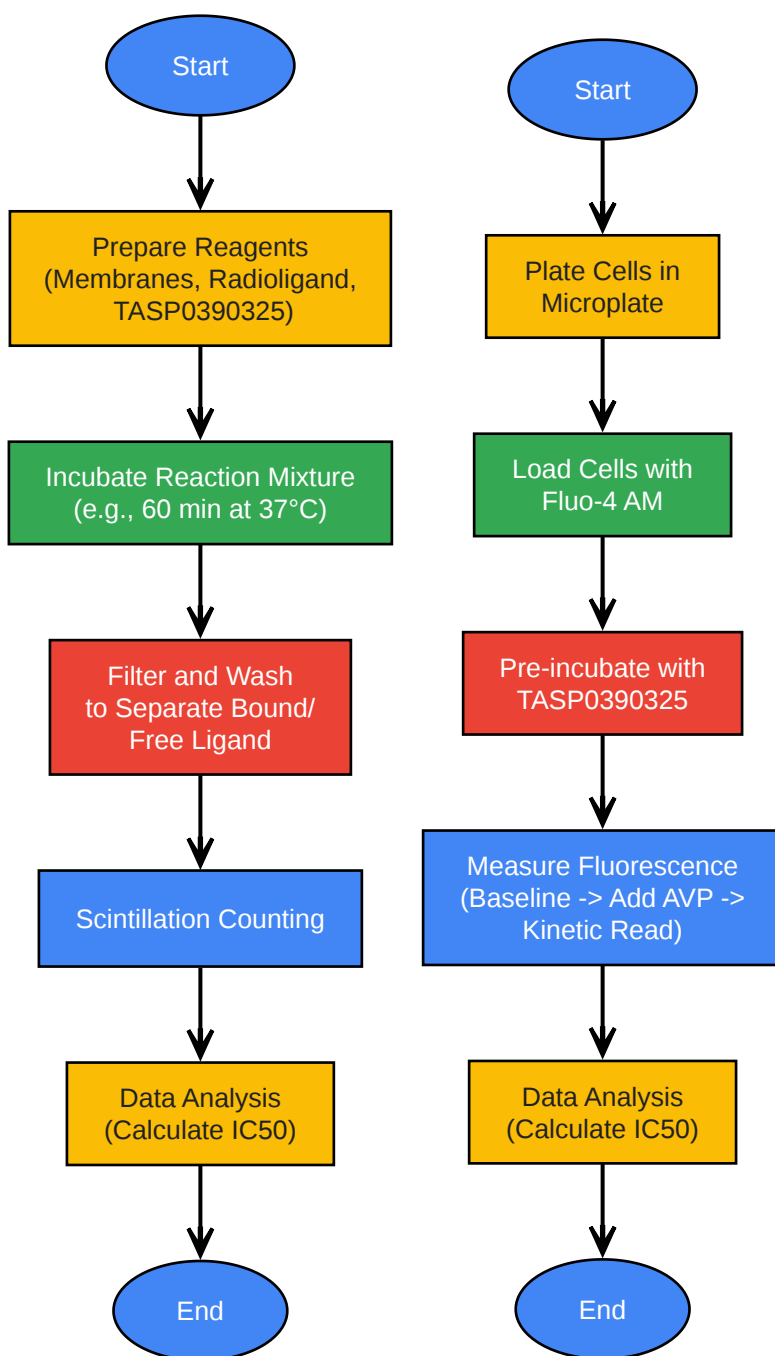 Start
Prepare Reagents
(Membranes, Radioligand,
TASP0390325)
Incubate Reaction Mixture
(e.g., 60 min at 37°C)
Filter and Wash
to Separate Bound/
Free Ligand
Scintillation Counting
Data Analysis
(Calculate IC50)
End
Start
Plate Cells in
Microplate
Load Cells with
Fluo-4 AM
Pre-incubate with
TASP0390325
Measure Fluorescence
(Baseline -> Add AVP ->
Kinetic Read)
Data Analysis
(Calculate IC50)
End